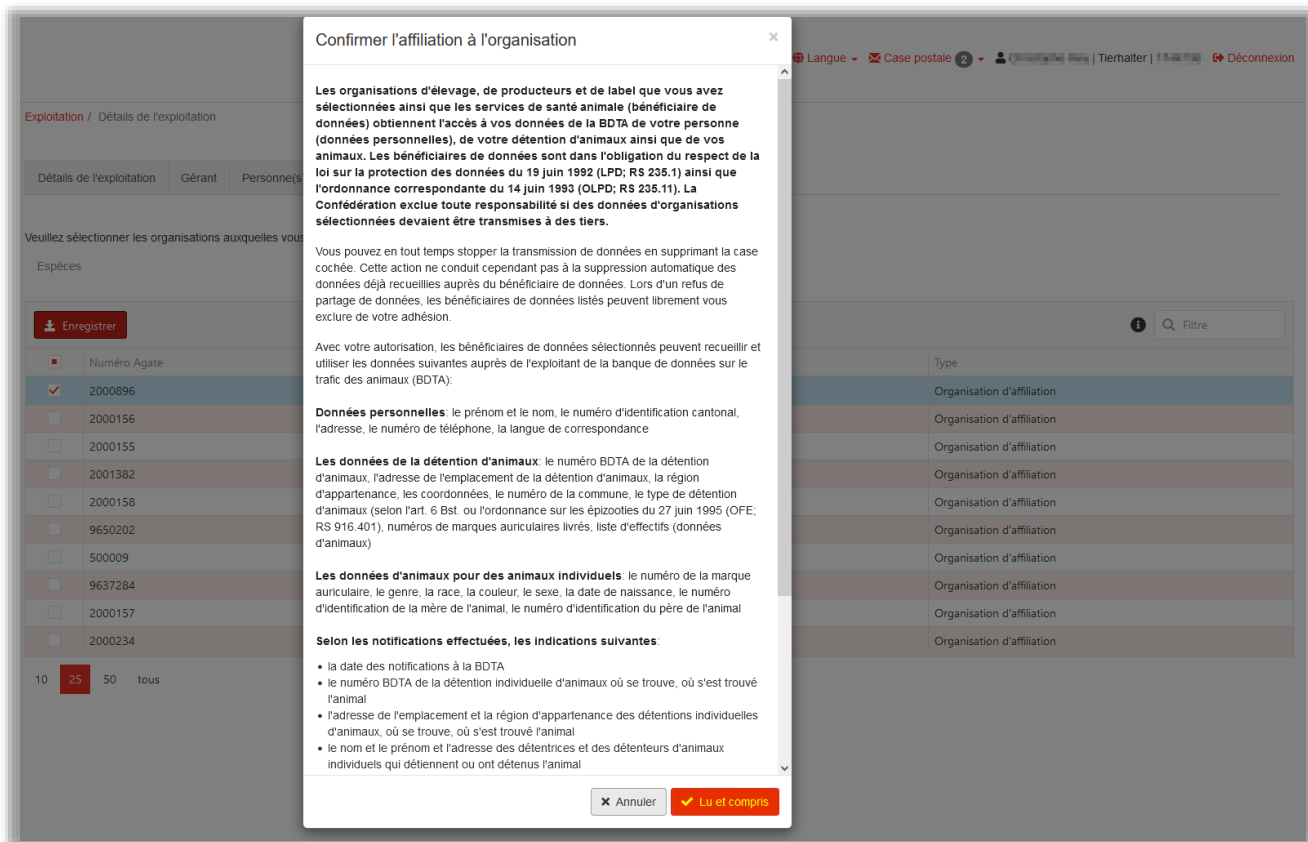 Confirmer l'affiliation à l'organisation
×
Langue
Case postale 2
| Tierhalter |
Déconnexion
Exploitation / Détails de l'exploitation
Détails de l'exploitation
Gérant
Veuillez sélectionner les organisations auxquelles
Espèces
Enregistrer
Filtre
Numéro Agate
Type
2000896
Organisation d'affiliation
2000156
Organisation d'affiliation
2000155
Organisation d'affiliation
2001382
Organisation d'affiliation
2000158
Organisation d'affiliation
9650202
Organisation d'affiliation
500009
Organisation d'affiliation
9637284
Organisation d'affiliation
2000157
Organisation d'affiliation
2000234
Organisation d'affiliation
10 25 50 tous
Les organisations d'élevage, de producteurs et de label que vous avez
sélectionnées ainsi que les services de santé animale (bénéficiaire de
données) obtiennent l'accès à vos données de la BDTA de votre personne
(données personnelles), de votre détention d'animaux ainsi que de vos
animaux. Les bénéficiaires de données sont dans l'obligation du respect de la
loi sur la protection des données du 19 juin 1992 (LPD; RS 235.1) ainsi que
l'ordonnance correspondante du 14 juin 1993 (OLPD; RS 235.11). La
Confédération exclue toute responsabilité si des données d'organisations
sélectionnées devaient être transmises à des tiers.
Vous pouvez en tout temps stopper la transmission de données en supprimant la case
cochée. Cette action ne conduit cependant pas à la suppression automatique des
données déjà recueillies auprès du bénéficiaire de données. Lors d'un refus de
partage de données, les bénéficiaires de données listés peuvent librement vous
exclure de votre adhésion.
Avec votre autorisation, les bénéficiaires de données sélectionnés peuvent recueillir et
utiliser les données suivantes auprès de l'exploitant de la banque de données sur le
trafic des animaux (BDTA):
Données personnelles: le prénom et le nom, le numéro d'identification cantonal,
l'adresse, le numéro de téléphone, la langue de correspondance
Les données de la détention d'animaux: le numéro BDTA de la détention
d'animaux, l'adresse de l'emplacement de la détention d'animaux, la région
d'appartenance, les coordonnées, le numéro de la commune, le type de détention
d'animaux (selon l'art. 6 Bst. ou l'ordonnance sur les épizooties du 27 juin 1995 (OFE;
RS 916.401), numéros de marques auriculaires livrés, liste d'effectifs (données
d'animaux)
Les données d'animaux pour des animaux individuels: le numéro de la marque
auriculaire, le genre, la race, la couleur, le sexe, la date de naissance, le numéro
d'identification de la mère de l'animal, le numéro d'identification du père de l'animal
Selon les notifications effectuées, les indications suivantes:
• la date des notifications à la BDTA
• le numéro BDTA de la détention individuelle d'animaux où se trouve, où s'est trouvé
l'animal
• l'adresse de l'emplacement et la région d'appartenance des détentions individuelles
d'animaux, où se trouve, où s'est trouvé l'animal
• le nom et le prénom et l'adresse des détentrices et des détenteurs d'animaux
individuels qui détiennent ou ont détenus l'animal
Annuler
Lu et compris